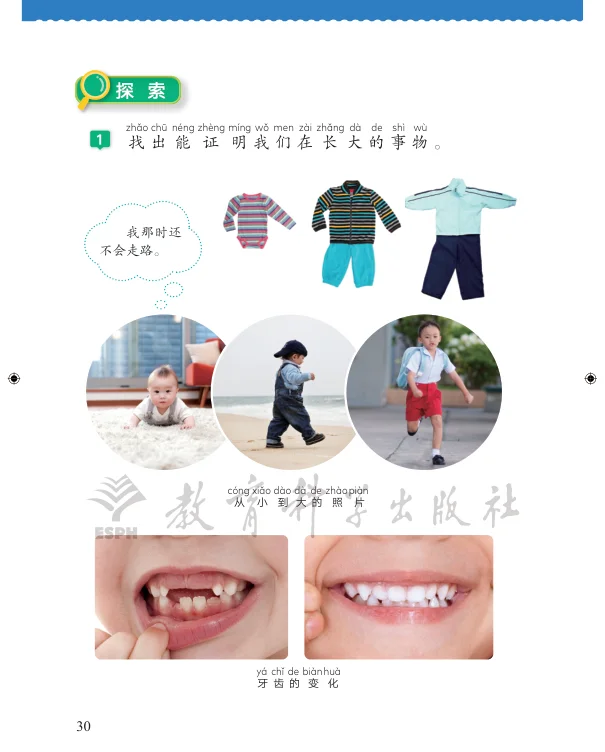 探索
zhǎo chū néng zhèng míng wǒ men zài zhǎng dà de shì wù
1 找出能证明我们在长大的事物。
我那时还
不会走路。
cóng xiǎo dào dà de zhào piàn
从小到大的照片
ESPH 教育科学出版社
yá chǐ de biàn huà
牙齿的变化
30